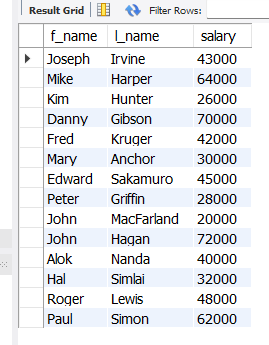 Result Grid Filter Rows:
f_name l_name salary
Joseph Irvine 43000
Mike Harper 64000
Kim Hunter 26000
Danny Gibson 70000
Fred Kruger 42000
Mary Anchor 30000
Edward Sakamuro 45000
Peter Griffin 28000
John MacFarland 20000
John Hagan 72000
Alok Nanda 40000
Hal Simlai 32000
Roger Lewis 48000
Paul Simon 62000